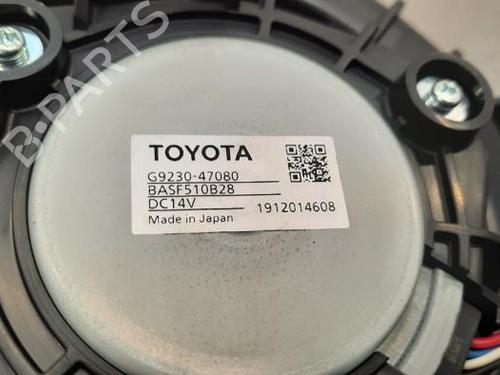 B-PARTS
TOYOTA
G9230-47080
BASF510B28
DC14V
Made in Japan
1912014608